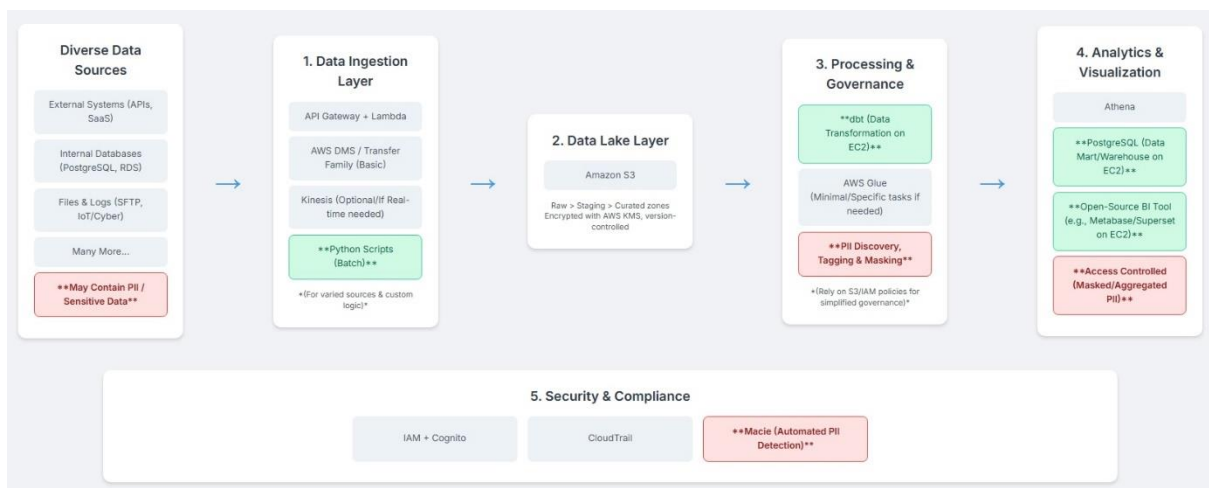 Diverse Data
Sources
External Systems (APIs,
SaaS)
Internal Databases
(PostgreSQL, RDS)
Files & Logs (SFTP,
IoT/Cyber)
Many More...
**May Contain PII /
Sensitive Data**
→
1. Data Ingestion
Layer
API Gateway + Lambda
AWS DMS / Transfer
Family (Basic)
Kinesis (Optional/If Real-
time needed)
**Python Scripts
(Batch)**
*(For varied sources & custom
logic)*
→
2. Data Lake Layer
Amazon S3
Raw > Staging > Curated zones
Encrypted with AWS KMS, version-
controlled
→
3. Processing &
Governance
**dbt (Data
Transformation on
EC2)**
AWS Glue
(Minimal/Specific tasks if
needed)
**PII Discovery,
Tagging & Masking**
*(Rely on S3/IAM policies for
simplified governance)*
→
4. Analytics &
Visualization
Athena
**PostgreSQL (Data
Mart/Warehouse on
EC2)**
**Open-Source BI Tool
(e.g., Metabase/Superset
on EC2)**
**Access Controlled
(Masked/Aggregated
PII)**
5. Security & Compliance
IAM + Cognito
CloudTrail
**Macie (Automated PII
Detection)**